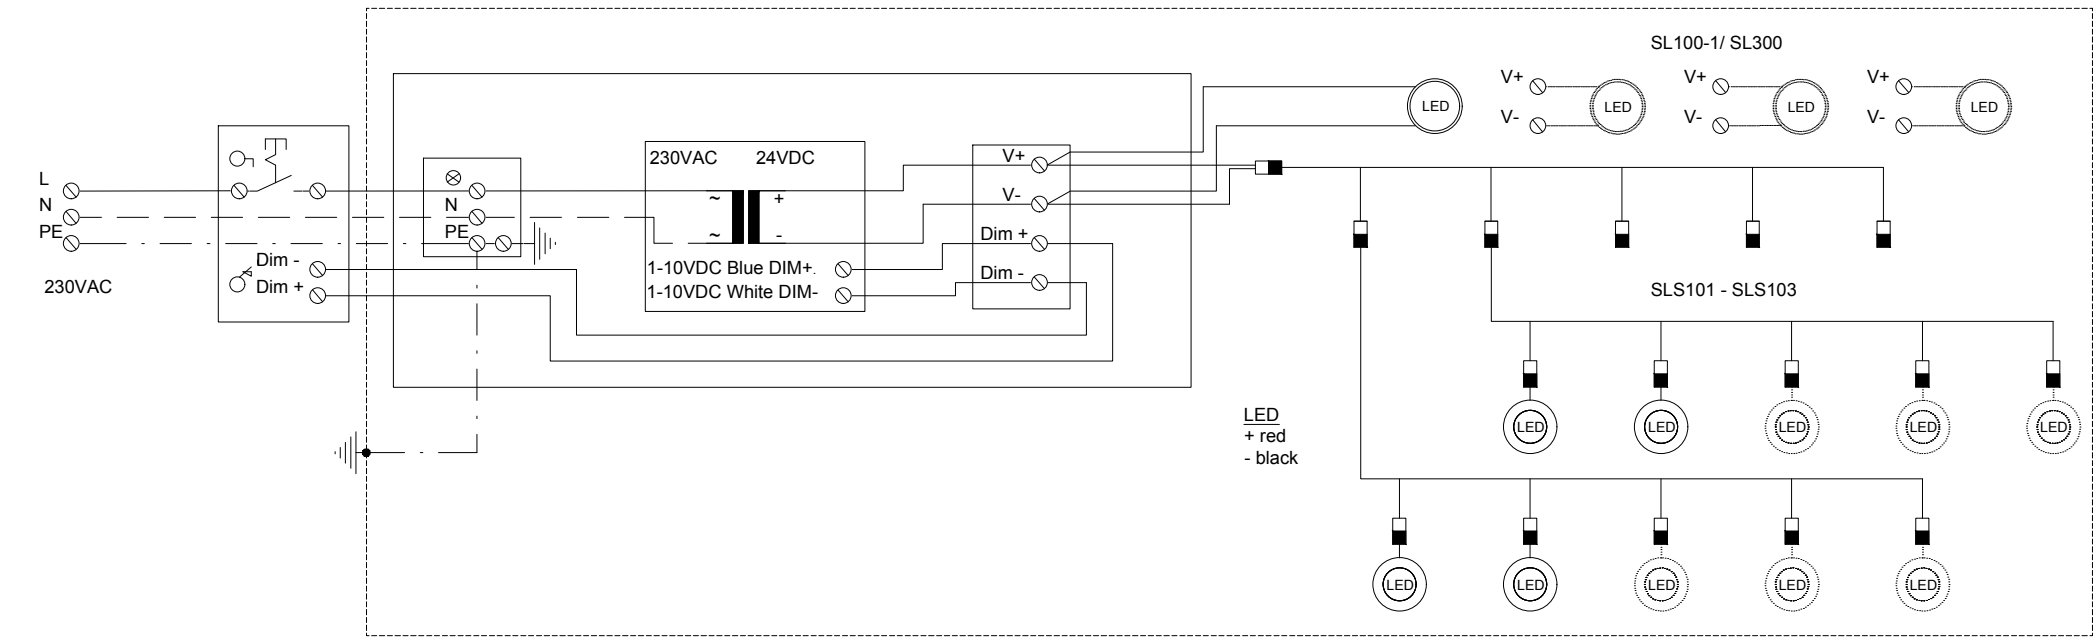 SL100-1/ SL300
LED
V+
V-
LED
V+
V-
LED
V+
V-
LED
L
N
PE
230VAC
Dim -
Dim +
N
PE
230VAC 24VDC
~ +
~ -
1-10VDC Blue DIM+.
1-10VDC White DIM-
V+
V-
Dim +
Dim -
SLS101 - SLS103
LED
+ red
- black
LED LED LED LED LED
LED LED LED LED LED